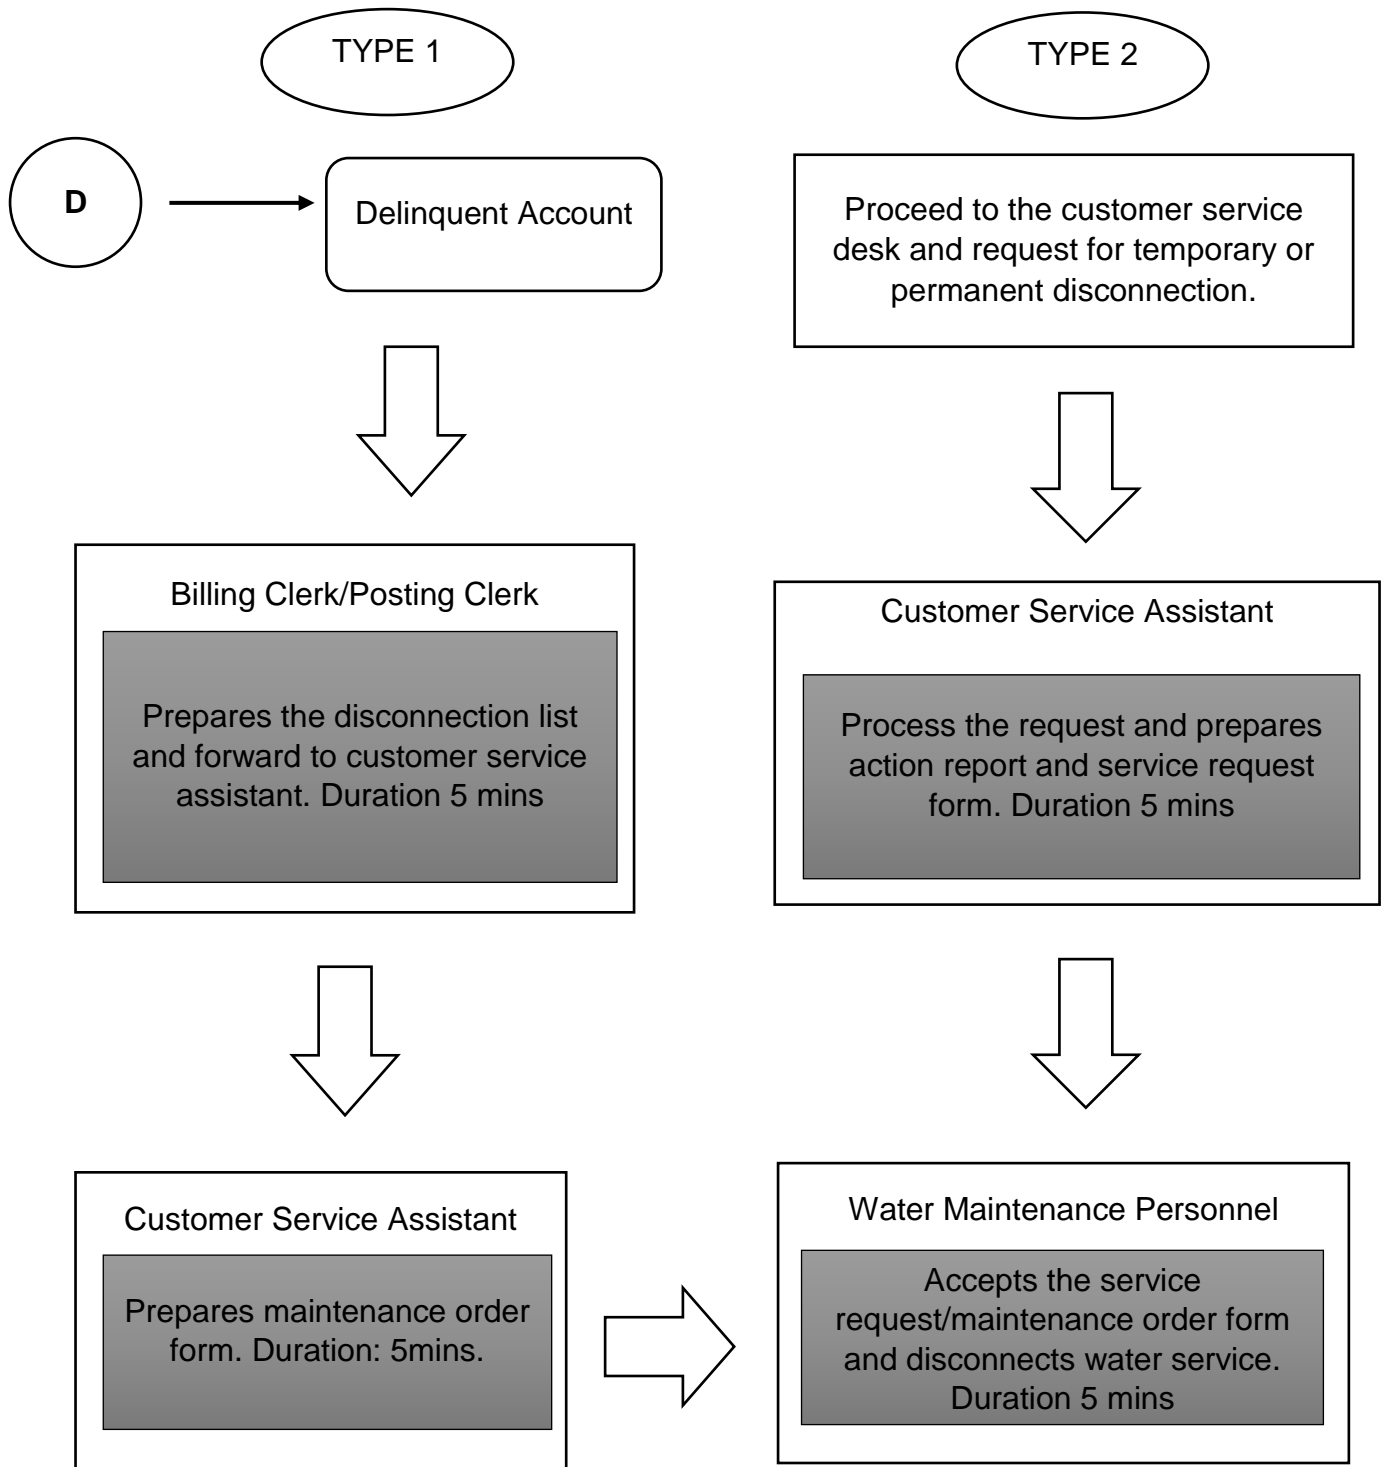 TYPE 1
TYPE 2
D
Delinquent Account
Proceed to the customer service
desk and request for temporary or
permanent disconnection.
Billing Clerk/Posting Clerk
Prepares the disconnection list
and forward to customer service
assistant. Duration 5 mins
Customer Service Assistant
Process the request and prepares
action report and service request
form. Duration 5 mins
Customer Service Assistant
Prepares maintenance order
form. Duration: 5mins.
Water Maintenance Personnel
Accepts the service
request/maintenance order form
and disconnects water service.
Duration 5 mins